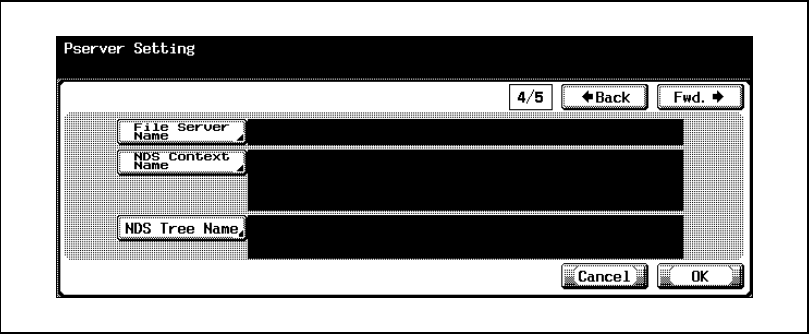 Pserver Setting
4/5 🡸Back Fwd. 🡺
File Server
Name
NDS Context
Name
NDS Tree Name
Cancel OK